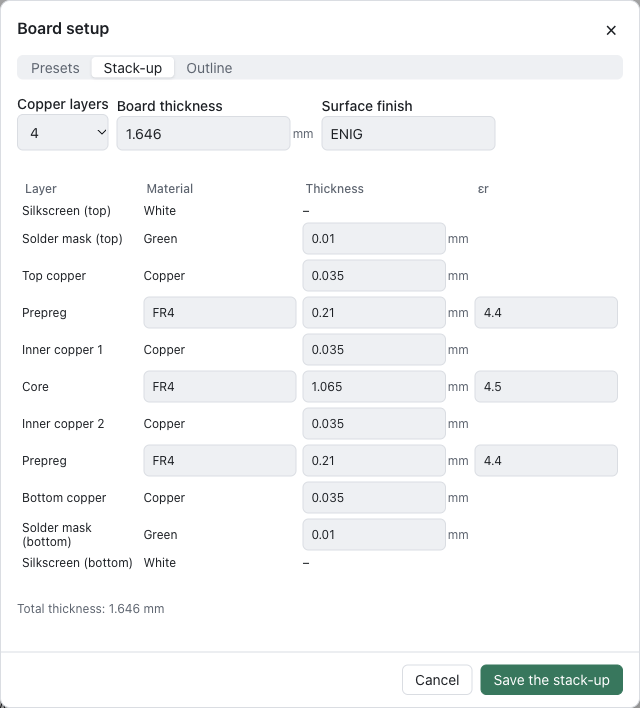 Board setup
Presets Stack-up Outline
Copper layers Board thickness Surface finish
4 1.646 mm ENIG
Layer Material Thickness εr
Silkscreen (top) White –
Solder mask (top) Green 0.01 mm
Top copper Copper 0.035 mm
Prepreg FR4 0.21 mm 4.4
Inner copper 1 Copper 0.035 mm
Core FR4 1.065 mm 4.5
Inner copper 2 Copper 0.035 mm
Prepreg FR4 0.21 mm 4.4
Bottom copper Copper 0.035 mm
Solder mask
(bottom) Green 0.01 mm
Silkscreen (bottom) White –
Total thickness: 1.646 mm
Cancel Save the stack-up